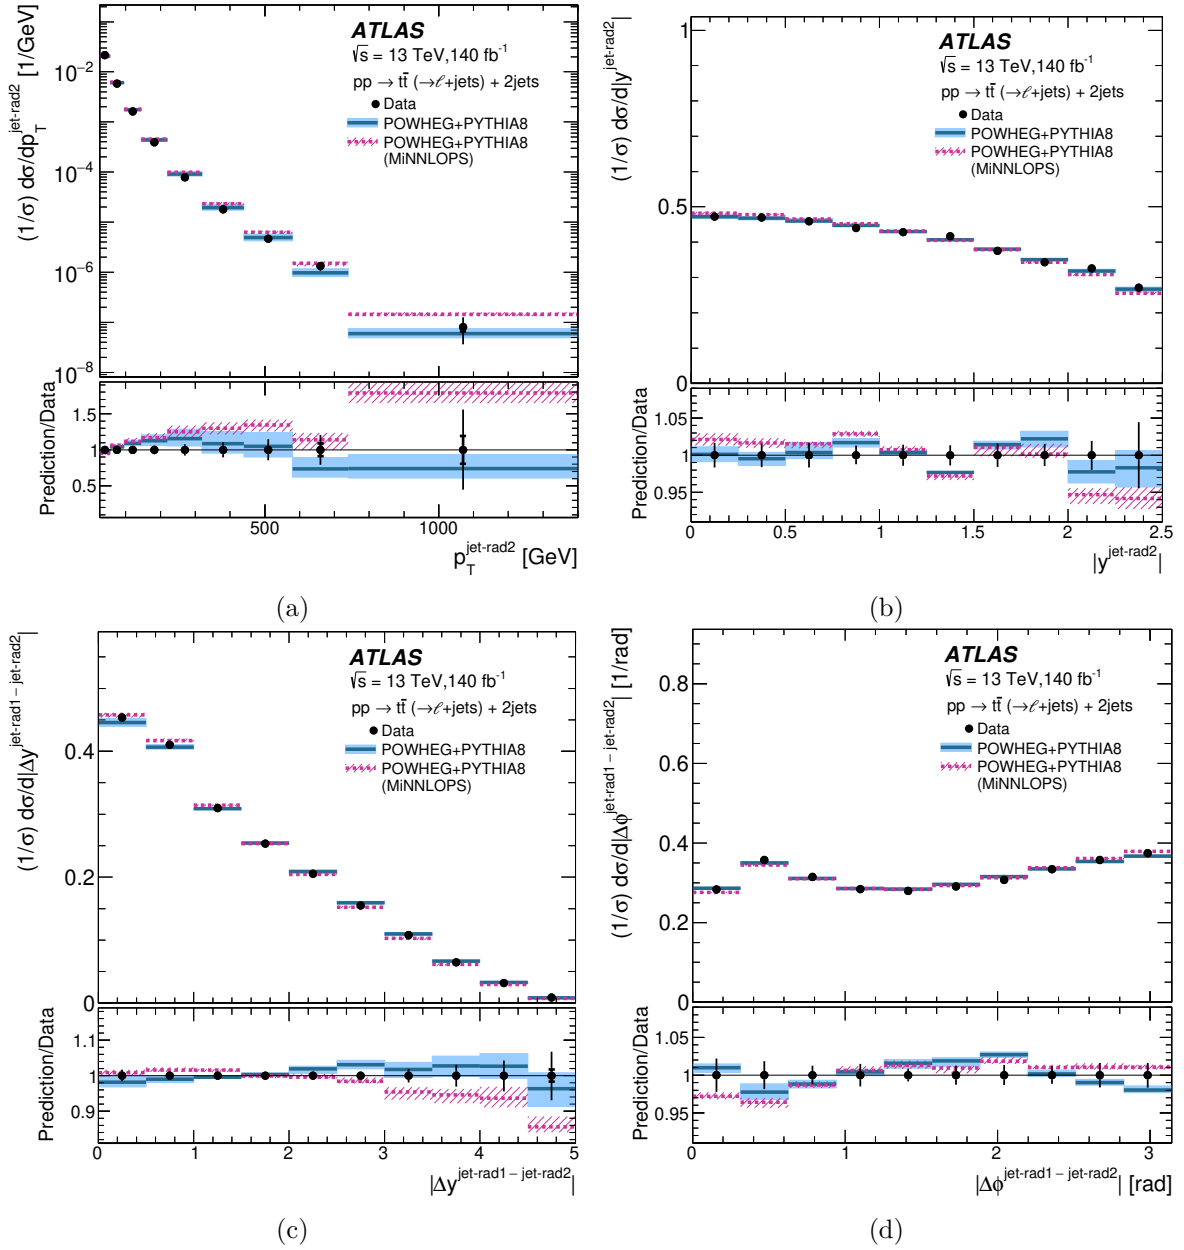 ATLAS
√s = 13 TeV,140 fb⁻¹
pp → tt̄ (→ℓ+jets) + 2jets
Data
POWHEG+PYTHIA8
POWHEG+PYTHIA8
(MiNNLOPS)
(1/σ) dσ/dp_T^jet-rad2 [1/GeV]
10⁻²
10⁻⁴
10⁻⁶
10⁻⁸
Prediction/Data
1.5
1
0.5
500
1000
p_T^jet-rad2 [GeV]
(a)
ATLAS
√s = 13 TeV,140 fb⁻¹
pp → tt̄ (→ℓ+jets) + 2jets
Data
POWHEG+PYTHIA8
POWHEG+PYTHIA8
(MiNNLOPS)
(1/σ) dσ/d|y^jet-rad2|
1
0.5
0
Prediction/Data
1.05
1
0.95
0
0.5
1
1.5
2
2.5
|y^jet-rad2|
(b)
ATLAS
√s = 13 TeV,140 fb⁻¹
pp → tt̄ (→ℓ+jets) + 2jets
Data
POWHEG+PYTHIA8
POWHEG+PYTHIA8
(MiNNLOPS)
(1/σ) dσ/d|Δy^jet-rad1 – jet-rad2|
0.4
0.2
0
Prediction/Data
1.1
1
0.9
0
1
2
3
4
5
|Δy^jet-rad1 – jet-rad2|
(c)
ATLAS
√s = 13 TeV,140 fb⁻¹
pp → tt̄ (→ℓ+jets) + 2jets
Data
POWHEG+PYTHIA8
POWHEG+PYTHIA8
(MiNNLOPS)
(1/σ) dσ/d|Δϕ^jet-rad1 – jet-rad2| [1/rad]
0.8
0.6
0.4
0.2
0
Prediction/Data
1.05
1
0.95
0
1
2
3
|Δϕ^jet-rad1 – jet-rad2| [rad]
(d)